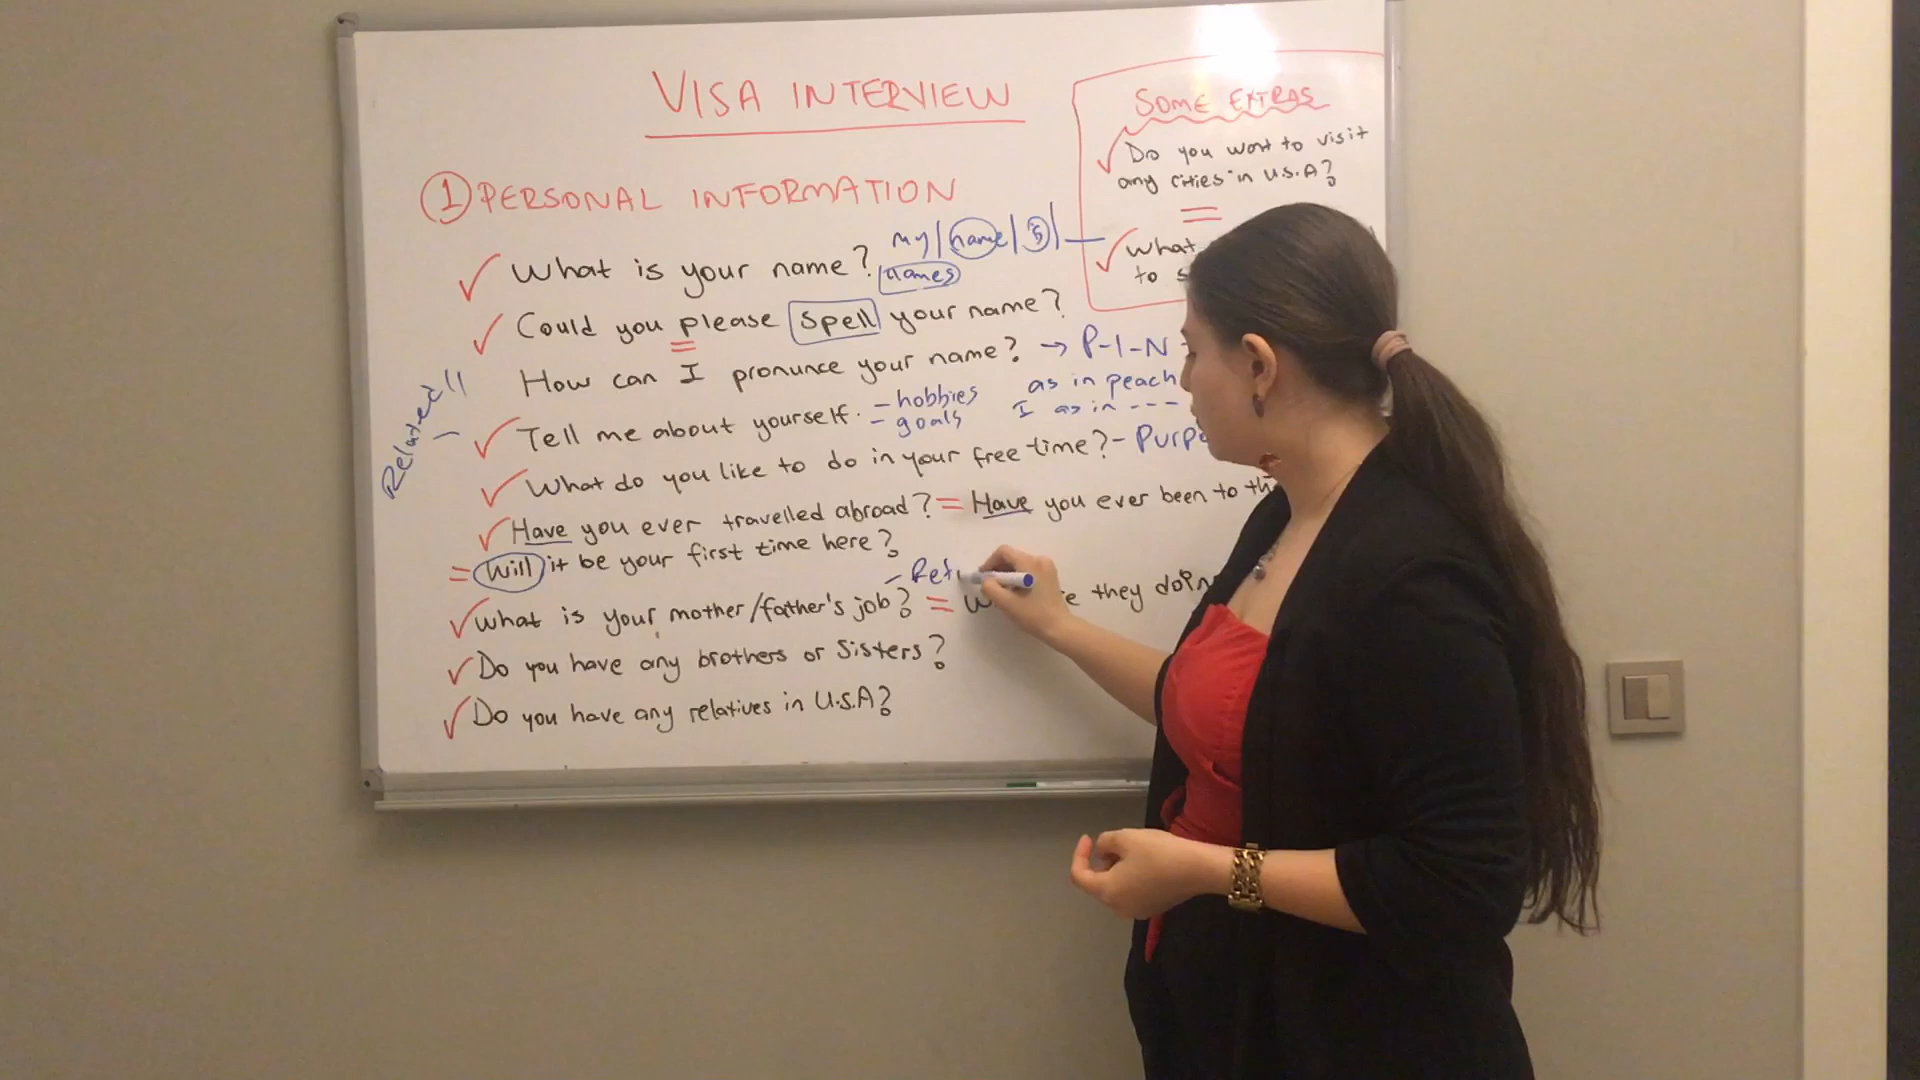 VISA INTERVIEW
① PERSONAL INFORMATION
✓ What is your name? my | name | is |
names
✓ Could you please spell your name?
=
How can I pronunce your name? → P-I-N
as in peach
I as in ----
Related!!
- ✓ Tell me about yourself. - hobbies
- goals
✓ What do you like to do in your free time? -
✓ Have you ever travelled abroad? = Have you ever been to
= Will it be your first time here?
✓ What is your mother/father's job? = they
✓ Do you have any brothers or sisters?
✓ Do you have any relatives in U.S.A?
SOME EXTRAS
✓ Do you want to visit
any cities in U.S.A?
=
✓ What
to